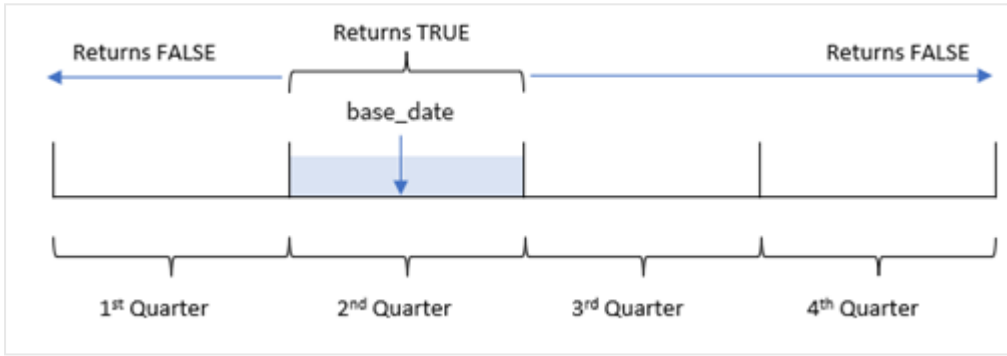 Returns TRUE
Returns FALSE
Returns FALSE
base_date
1st Quarter
2nd Quarter
3rd Quarter
4th Quarter